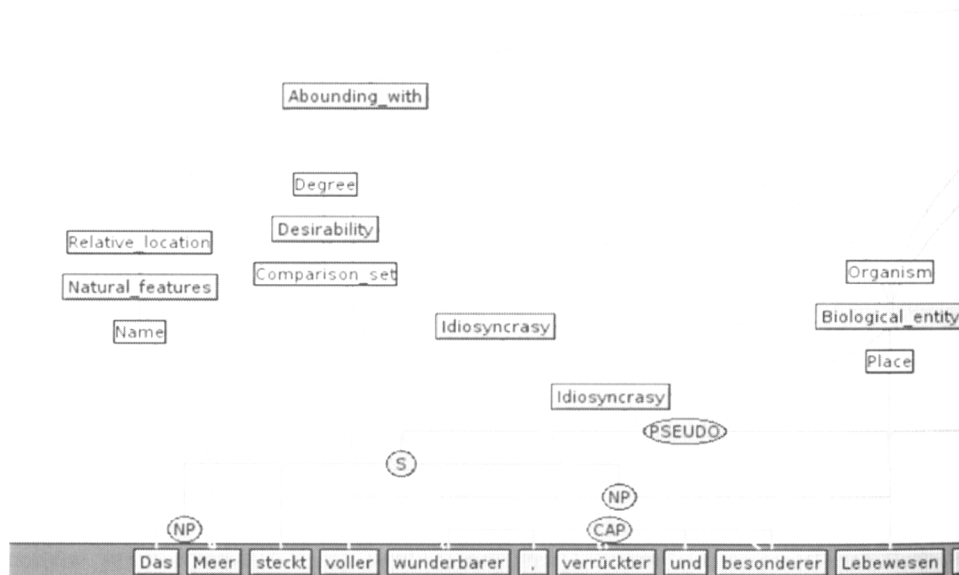 Abounding_with
Degree
Desirability
Relative_location
Comparison_set
Organism
Natural_features
Biological_entity
Idiosyncrasy
Name
Place
Idiosyncrasy
PSEUDO
S
NP
NP CAP
Das Meer steckt voller wunderbarer , verrückter und besonderer Lebewesen